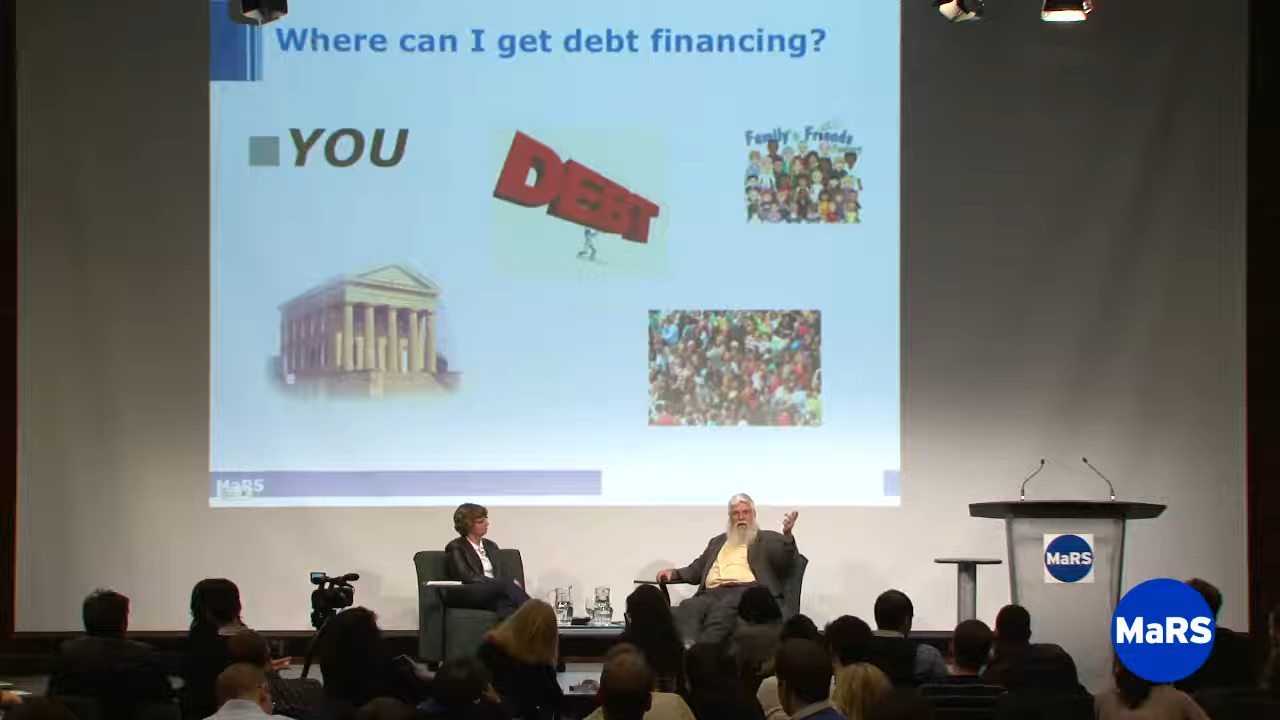 Where can I get debt financing?
YOU
DEBT
Family & Friends
MaRS
MaRS
MaRS